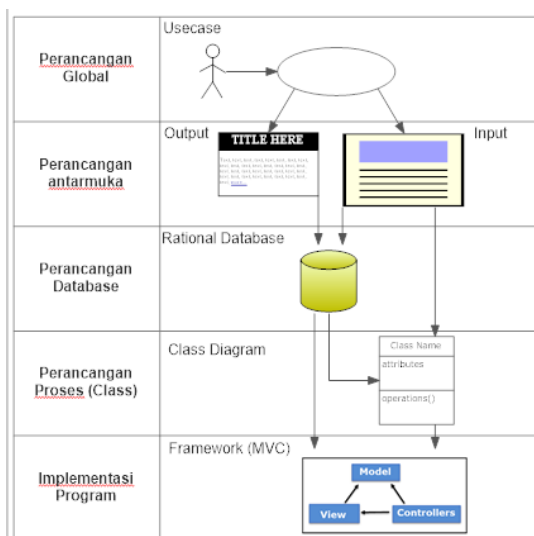 Usecase
Perancangan
Global
Output
TITLE HERE
Input
Perancangan
antarmuka
Rational Database
Perancangan
Database
Class Diagram
Class Name
attributes
operations()
Perancangan
Proses (Class)
Framework (MVC)
Model
View
Controllers
Implementasi
Program